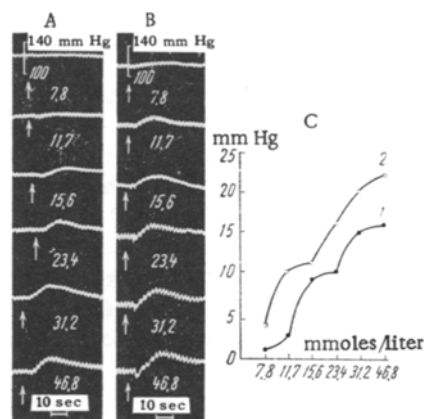 A
140 mm Hg
100
7,8
11,7
15,6
23,4
31,2
46,8
10 sec
B
140 mm Hg
100
7,8
11,7
15,6
23,4
31,2
46,8
10 sec
C
mm Hg
25
20
15
10
5
0
2
1
mmoles/liter
7,8 11,7 15,6 23,4 31,2 46,8